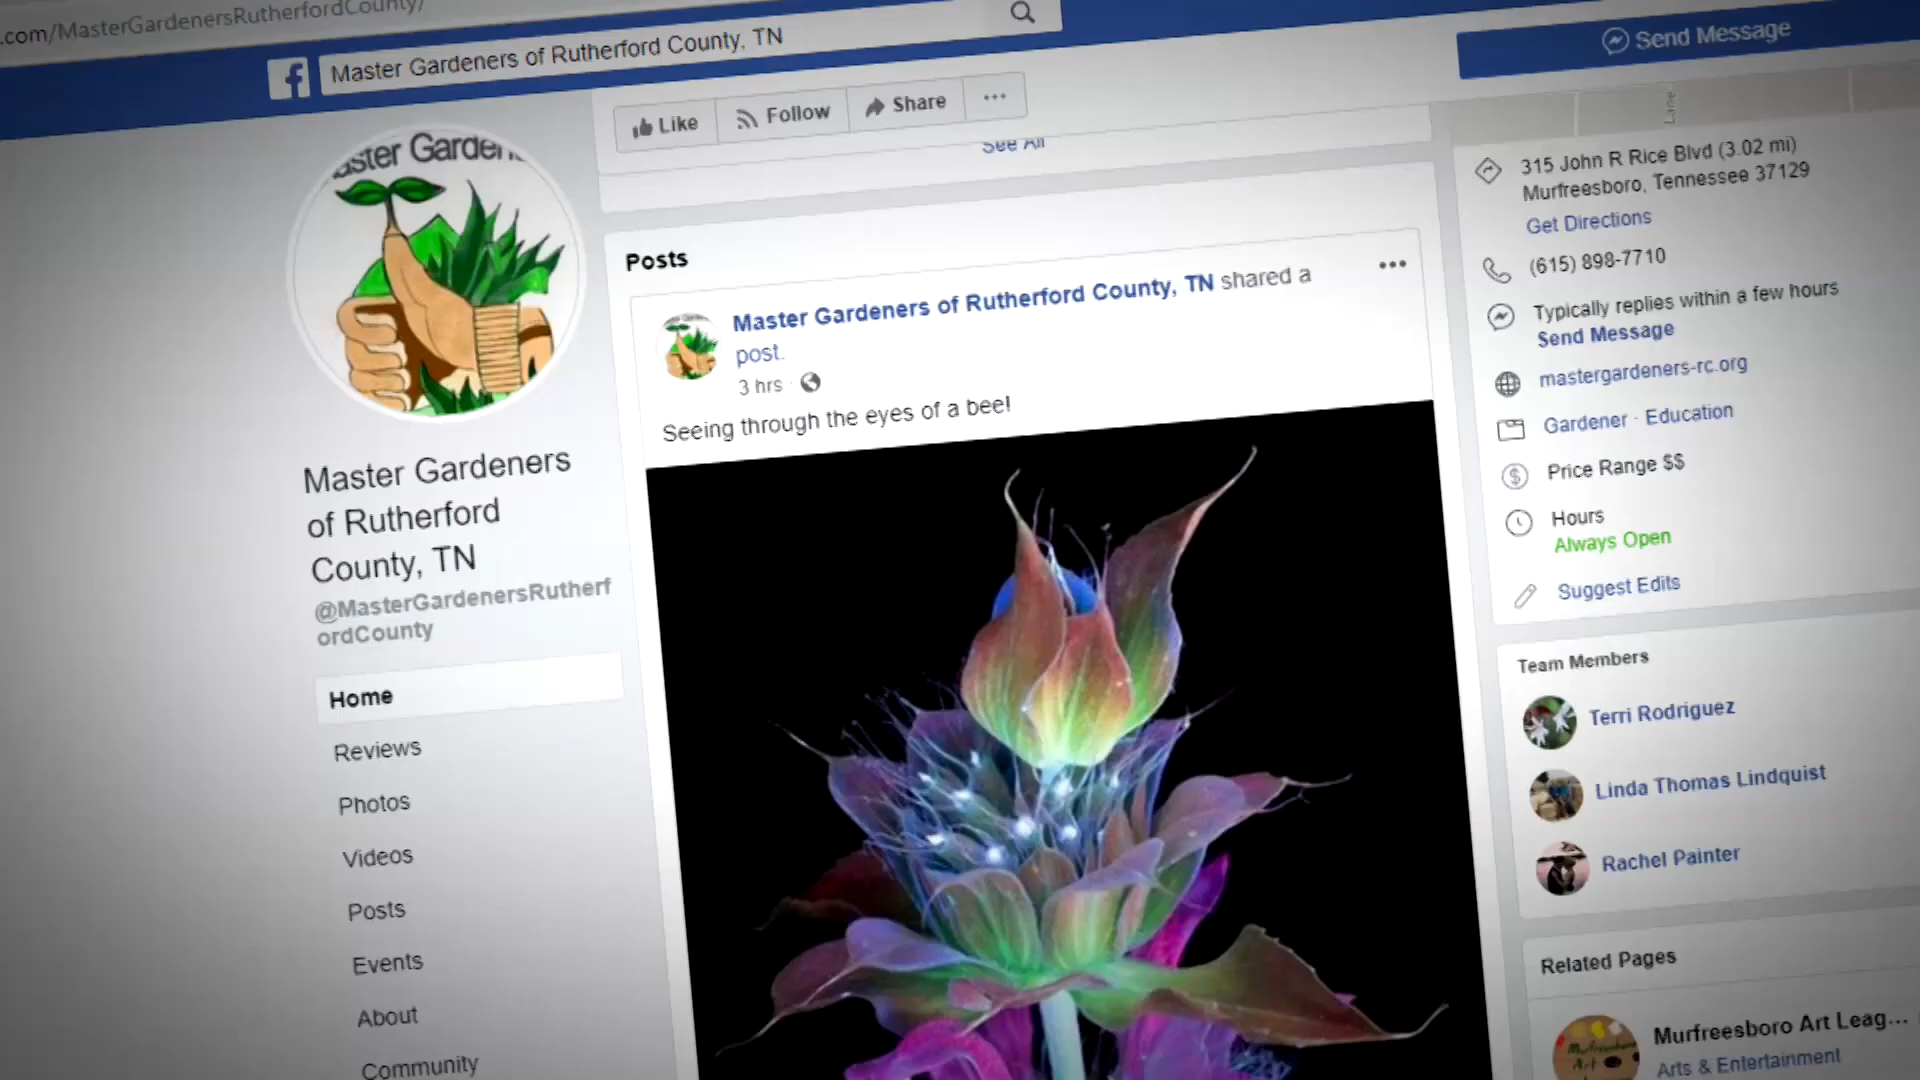 .com/MasterGardenersRutherfordCounty/
Master Gardeners of Rutherford County, TN
Send Message
Like
Follow
Share
See All
Lane
315 John R Rice Blvd (3.02 mi)
Murfreesboro, Tennessee 37129
Get Directions
(615) 898-7710
Typically replies within a few hours
Send Message
mastergardeners-rc.org
Gardener · Education
Price Range $$
Hours
Always Open
Suggest Edits
Team Members
Terri Rodriguez
Linda Thomas Lindquist
Rachel Painter
Related Pages
Murfreesboro Art Leag...
Arts & Entertainment
Murfreesboro
Art
Posts
Master Gardeners of Rutherford County, TN shared a
post.
3 hrs ·
Seeing through the eyes of a bee!
Master Gardeners
of Rutherford
County, TN
@MasterGardenersRutherf
ordCounty
Home
Reviews
Photos
Videos
Posts
Events
About
Community